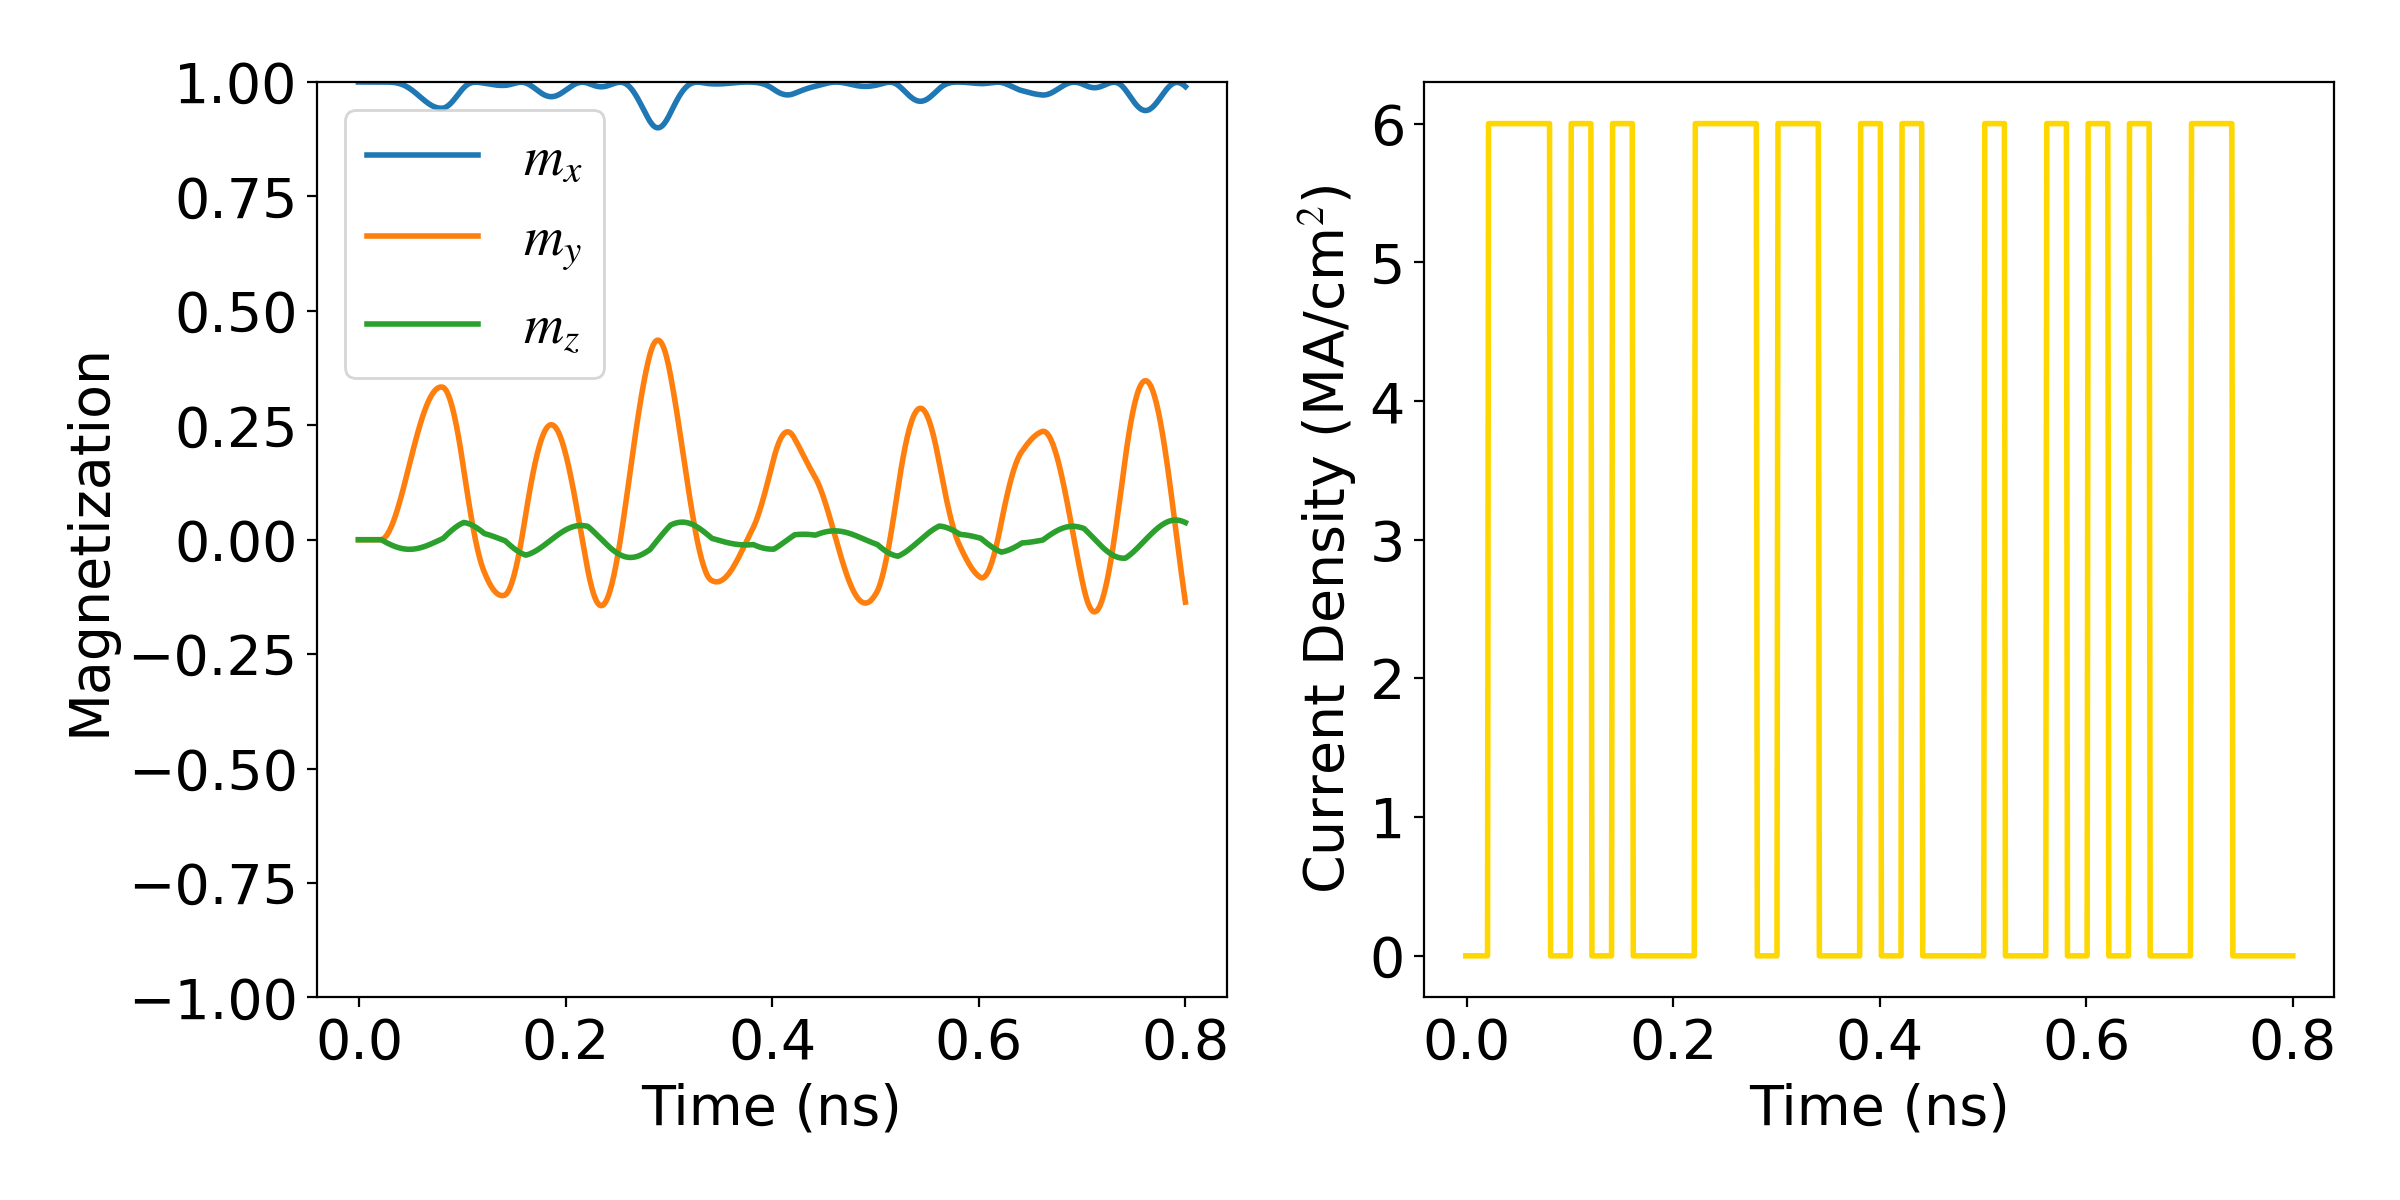 Magnetization
1.00
0.75
0.50
0.25
0.00
−0.25
−0.50
−0.75
−1.00
0.0 0.2 0.4 0.6 0.8
Time (ns)
m_x
m_y
m_z
Current Density (MA/cm²)
6
5
4
3
2
1
0
0.0 0.2 0.4 0.6 0.8
Time (ns)